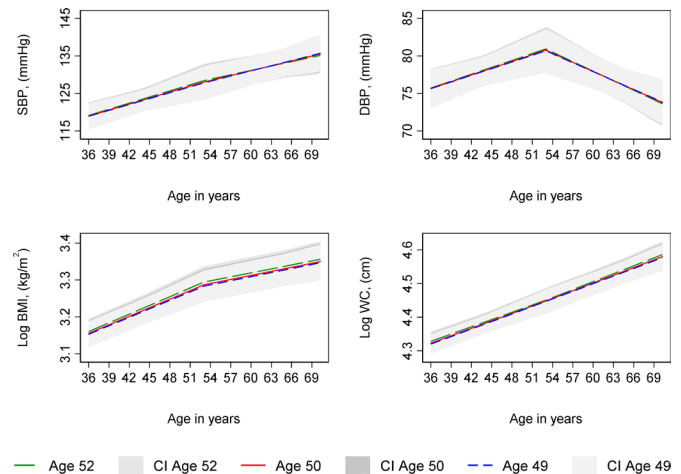 SBP, (mmHg)
145
135
125
115
36 39 42 45 48 51 54 57 60 63 66 69
Age in years
DBP, (mmHg)
85
80
75
70
36 39 42 45 48 51 54 57 60 63 66 69
Age in years
Log BMI, (kg/m²)
3.4
3.3
3.2
3.1
36 39 42 45 48 51 54 57 60 63 66 69
Age in years
Log WC, (cm)
4.6
4.5
4.4
4.3
36 39 42 45 48 51 54 57 60 63 66 69
Age in years
Age 52 CI Age 52 Age 50 CI Age 50 Age 49 CI Age 49